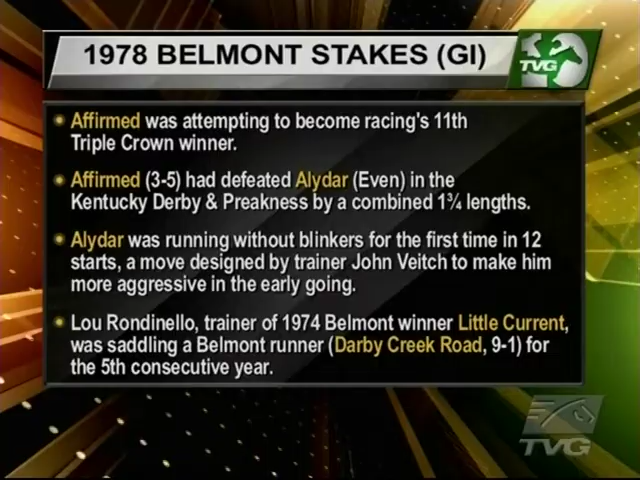 1978 BELMONT STAKES (GI)
TVG
Affirmed was attempting to become racing's 11th
Triple Crown winner.
Affirmed (3-5) had defeated Alydar (Even) in the
Kentucky Derby & Preakness by a combined 1¾ lengths.
Alydar was running without blinkers for the first time in 12
starts, a move designed by trainer John Veitch to make him
more aggressive in the early going.
Lou Rondinello, trainer of 1974 Belmont winner Little Current,
was saddling a Belmont runner (Darby Creek Road, 9-1) for
the 5th consecutive year.
TVG